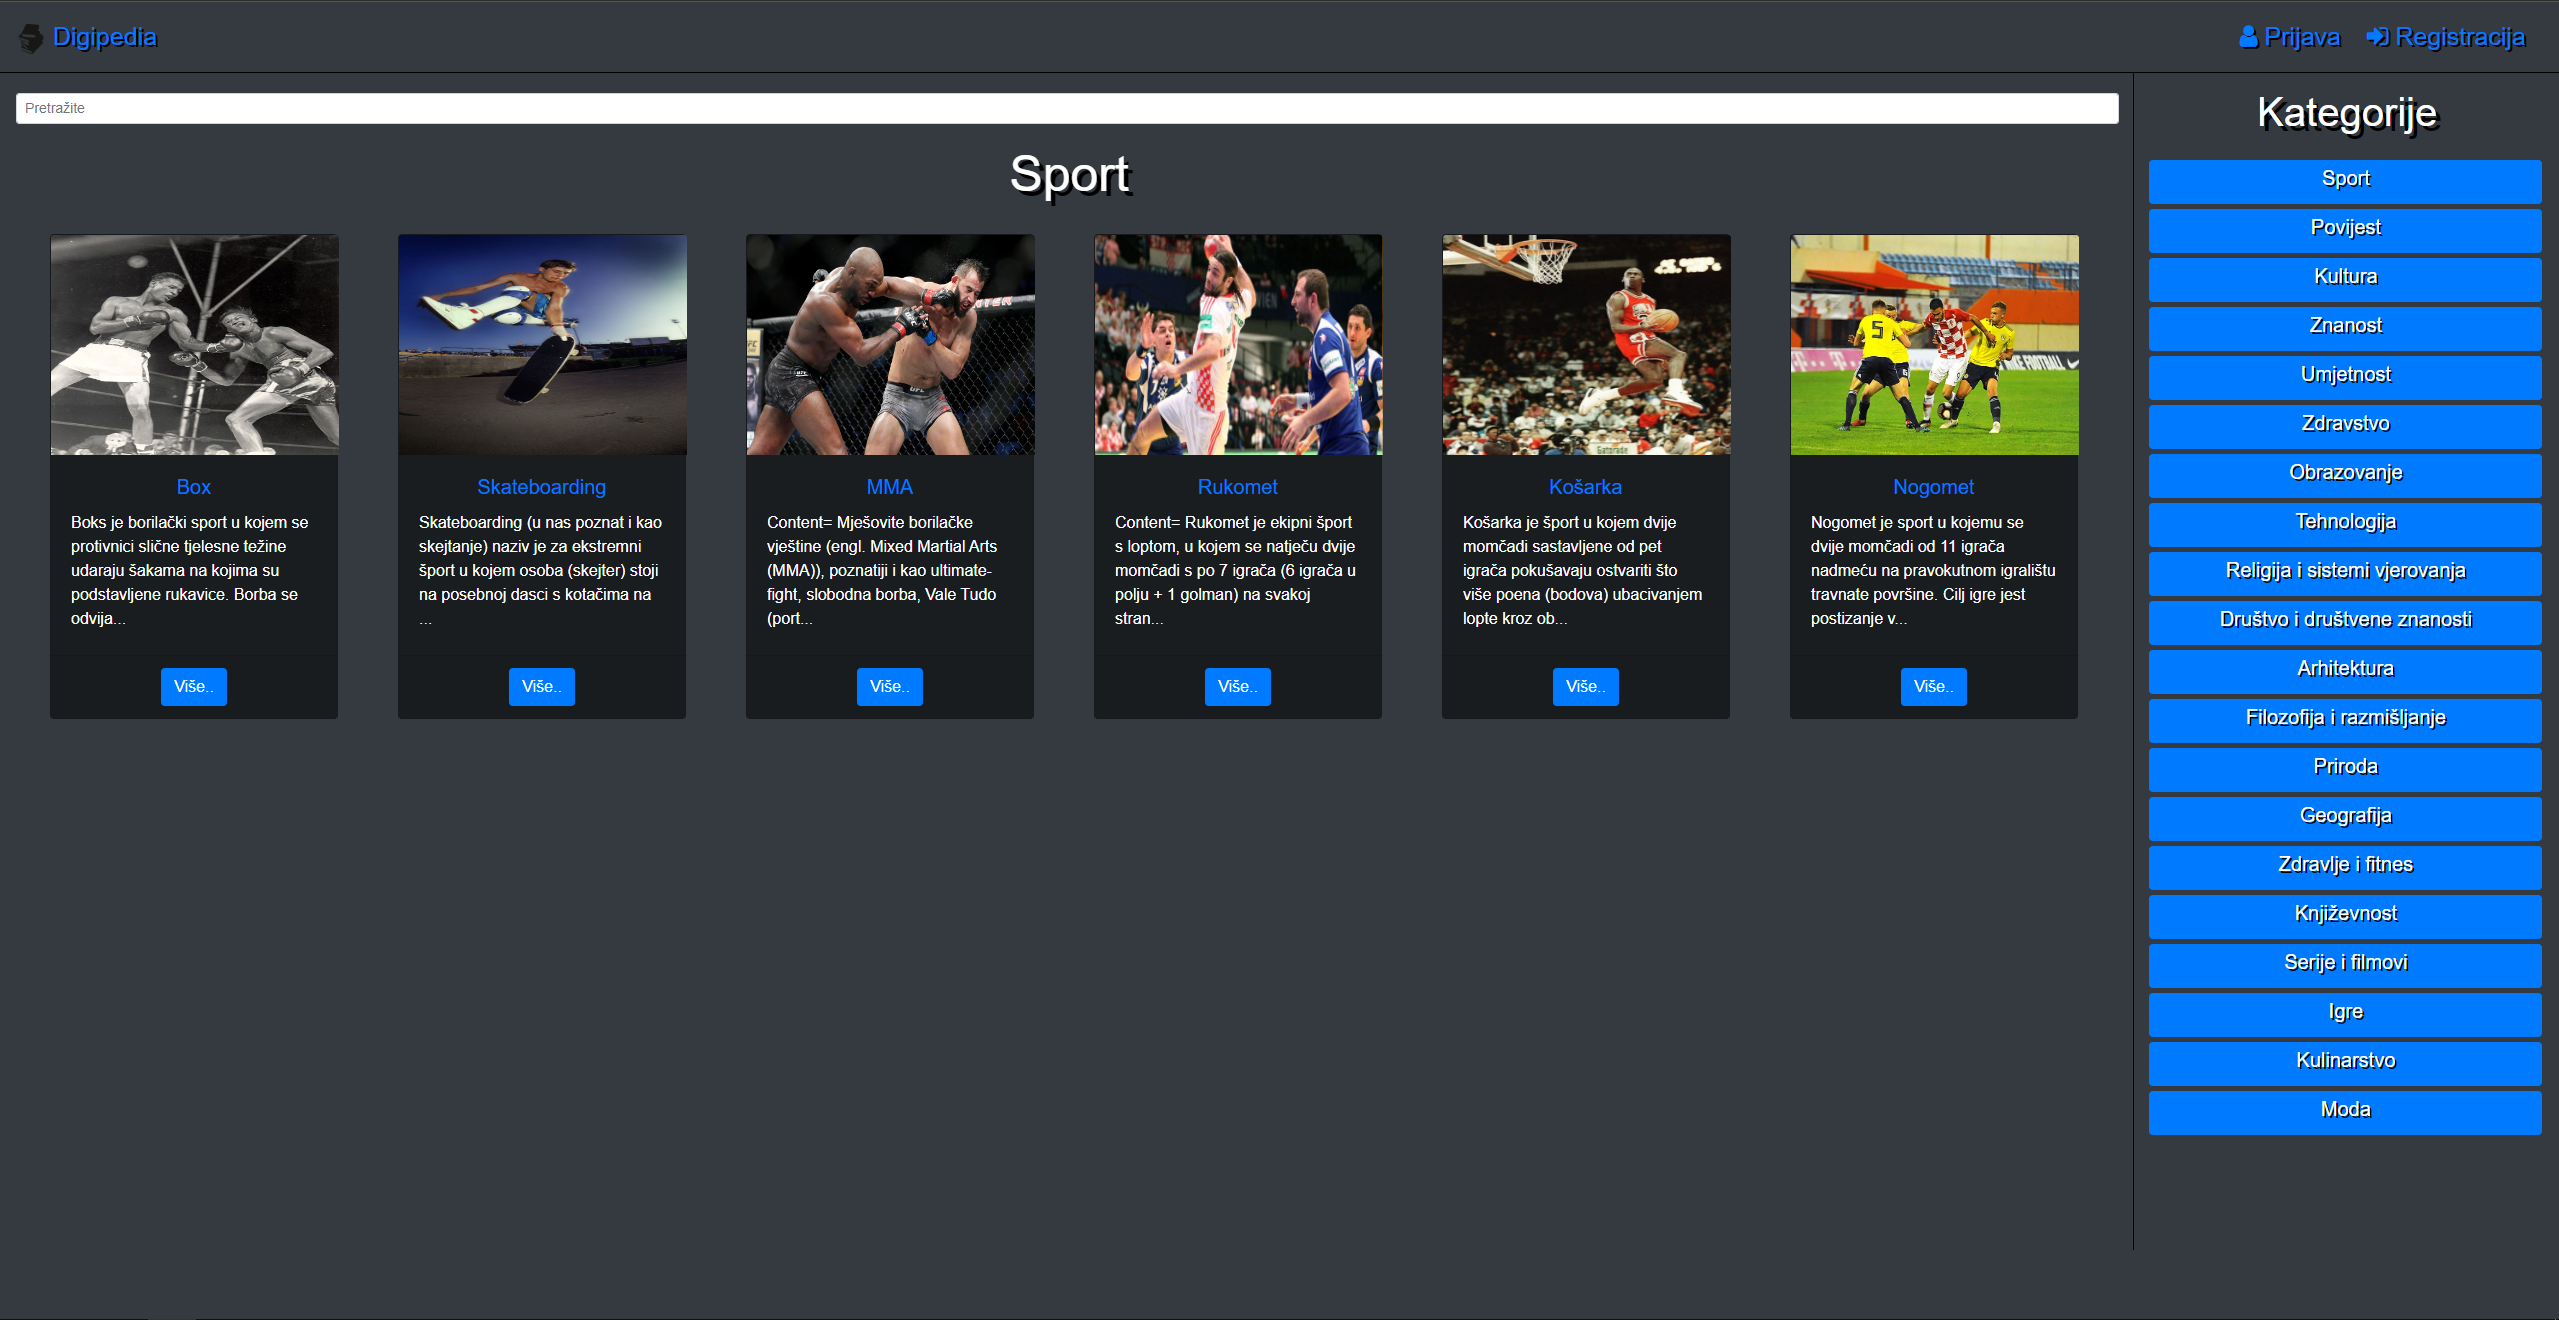 Digipedia
Prijava
Registracija
Pretražite
Sport
Box
Boks je borilački sport u kojem se
protivnici slične tjelesne težine
udaraju šakama na kojima su
podstavljene rukavice. Borba se
odvija...
Više..
Skateboarding
Skateboarding (u nas poznat i kao
skejtanje) naziv je za ekstremni
šport u kojem osoba (skejter) stoji
na posebnoj dasci s kotačima na
...
Više..
MMA
Content= Mješovite borilačke
vještine (engl. Mixed Martial Arts
(MMA)), poznatiji i kao ultimate-
fight, slobodna borba, Vale Tudo
(port...
Više..
Rukomet
Content= Rukomet je ekipni šport
s loptom, u kojem se natječu dvije
momčadi s po 7 igrača (6 igrača u
polju + 1 golman) na svakoj
stran...
Više..
Gatorade
Košarka
Košarka je šport u kojem dvije
momčadi sastavljene od pet
igrača pokušavaju ostvariti što
više poena (bodova) ubacivanjem
lopte kroz ob...
Više..
5
FOOTBALL
Nogomet
Nogomet je sport u kojemu se
dvije momčadi od 11 igrača
nadmeću na pravokutnom igralištu
travnate površine. Cilj igre jest
postizanje v...
Više..
Kategorije
Sport
Povijest
Kultura
Znanost
Umjetnost
Zdravstvo
Obrazovanje
Tehnologija
Religija i sistemi vjerovanja
Društvo i društvene znanosti
Arhitektura
Filozofija i razmišljanje
Priroda
Geografija
Zdravlje i fitnes
Književnost
Serije i filmovi
Igre
Kulinarstvo
Moda